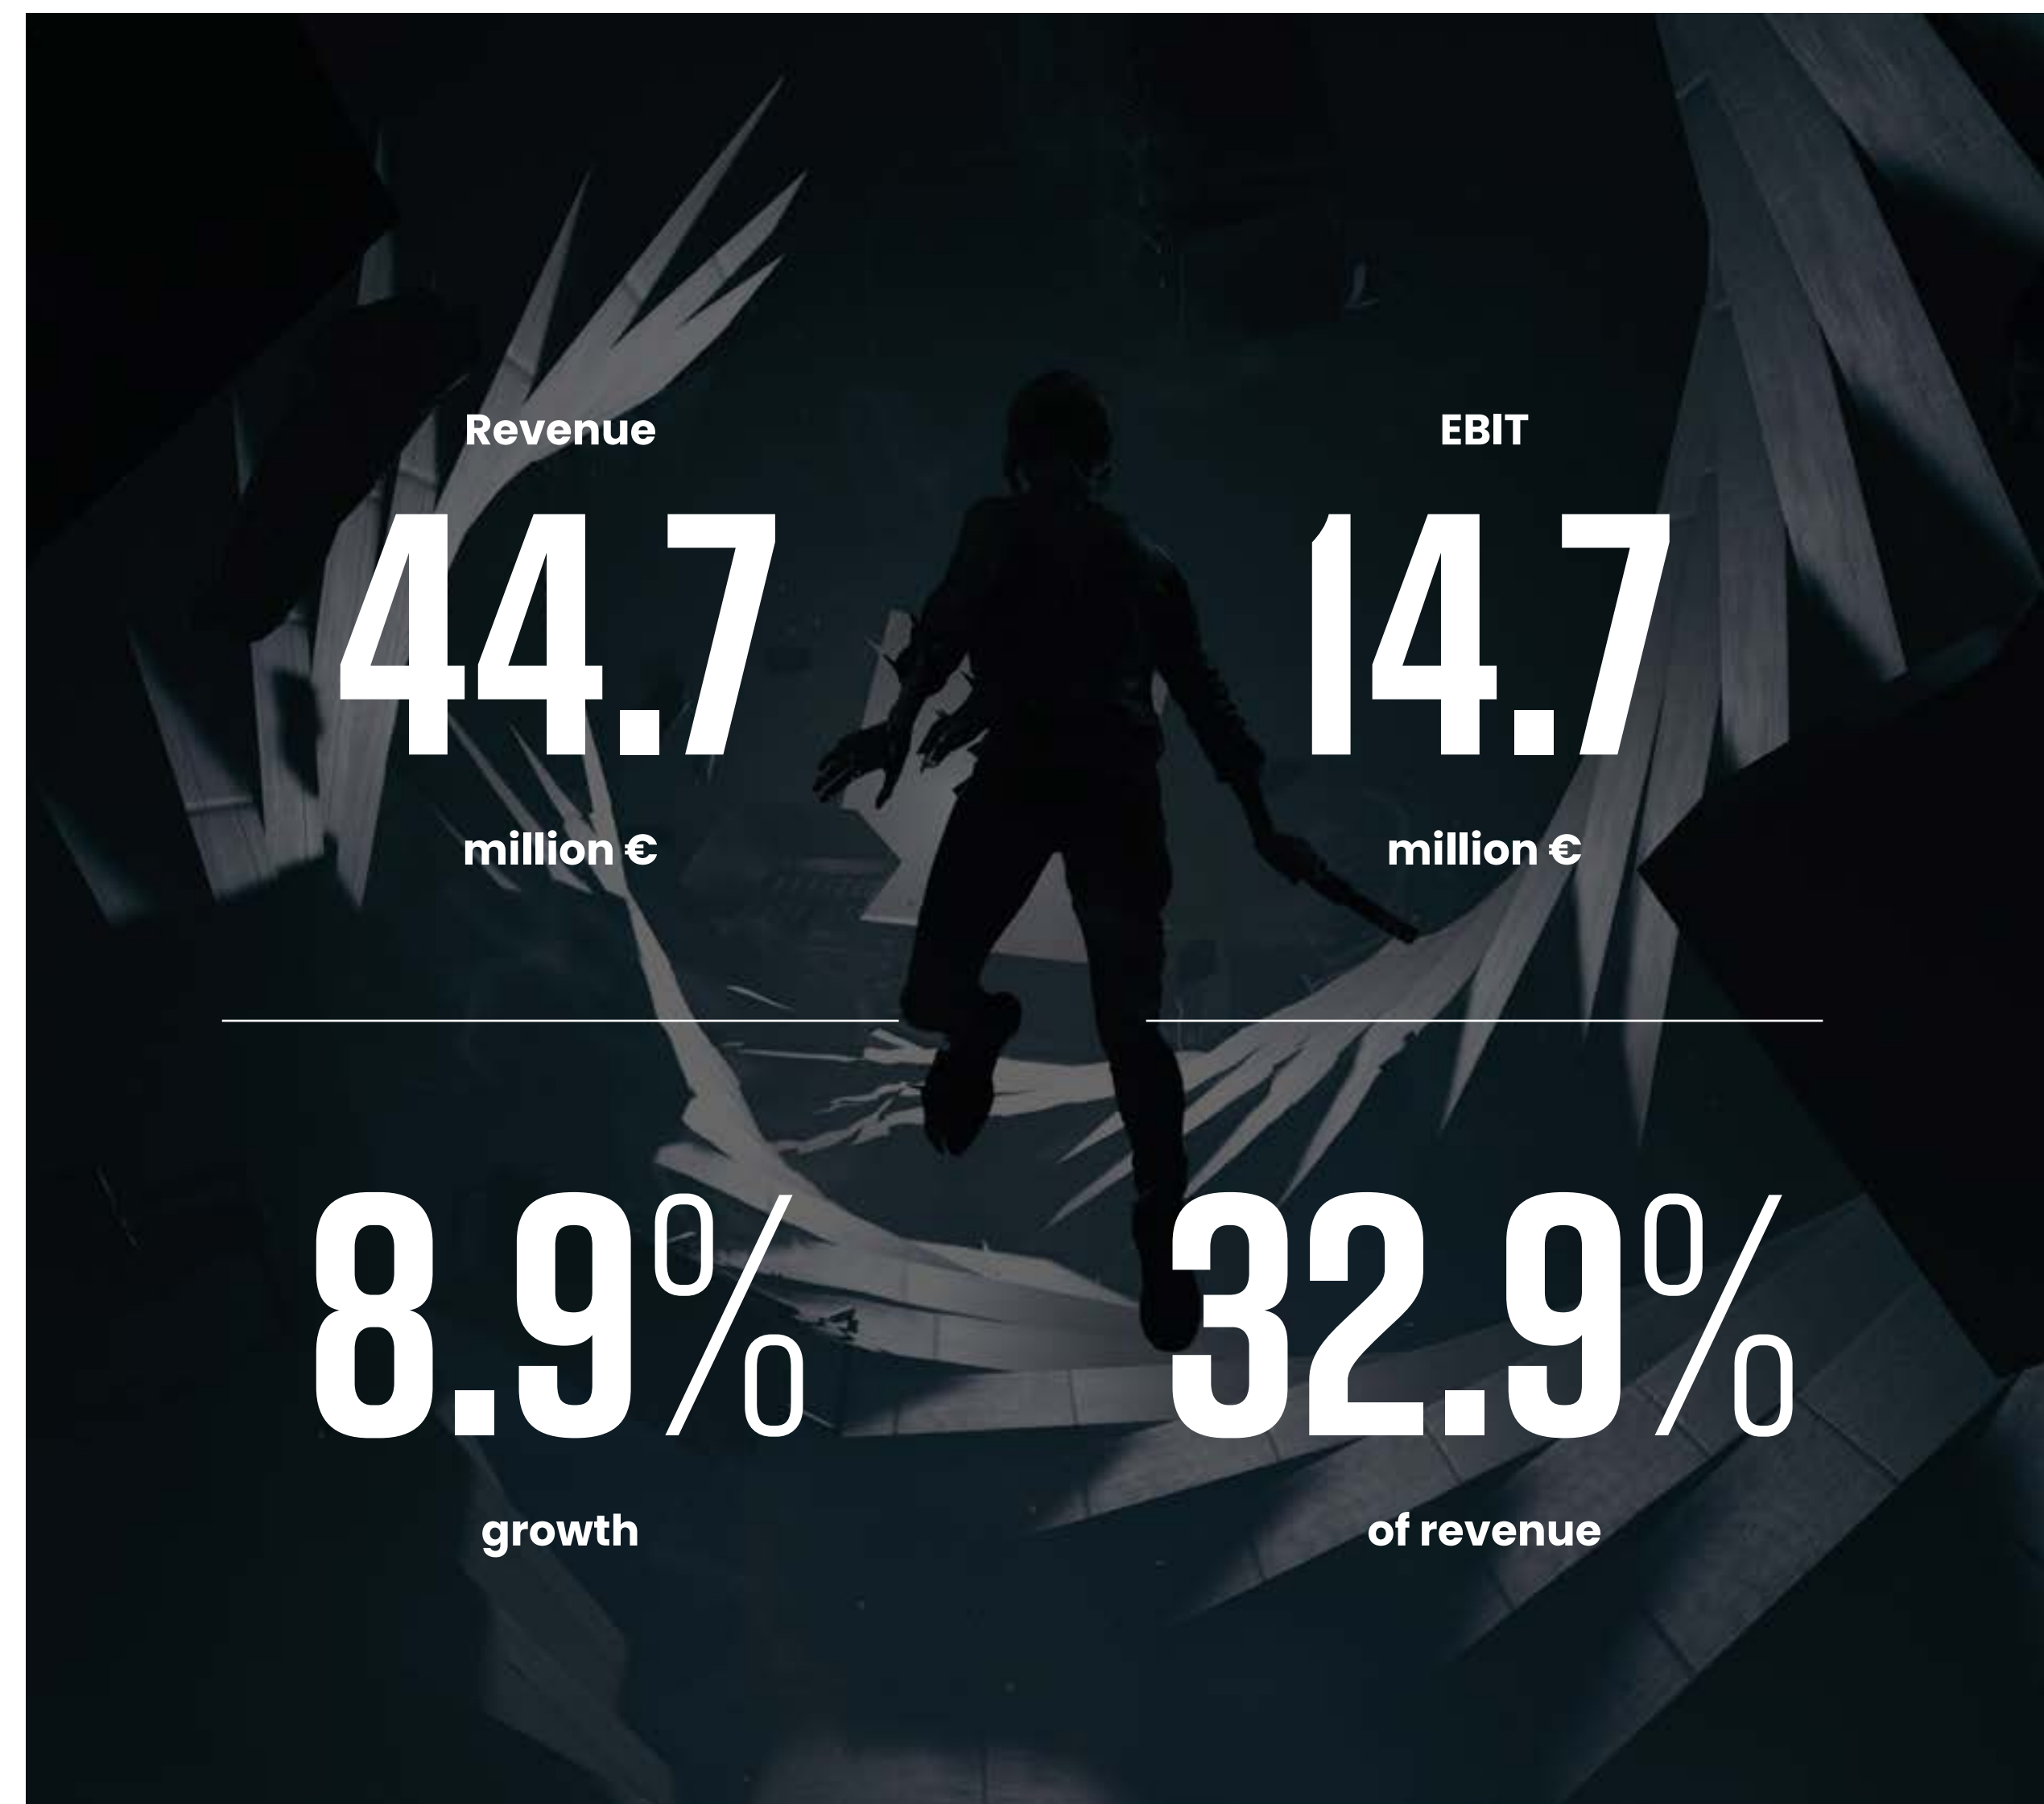 Revenue
44.7
million €
8.9%
growth
EBIT
14.7
million €
32.9%
of revenue